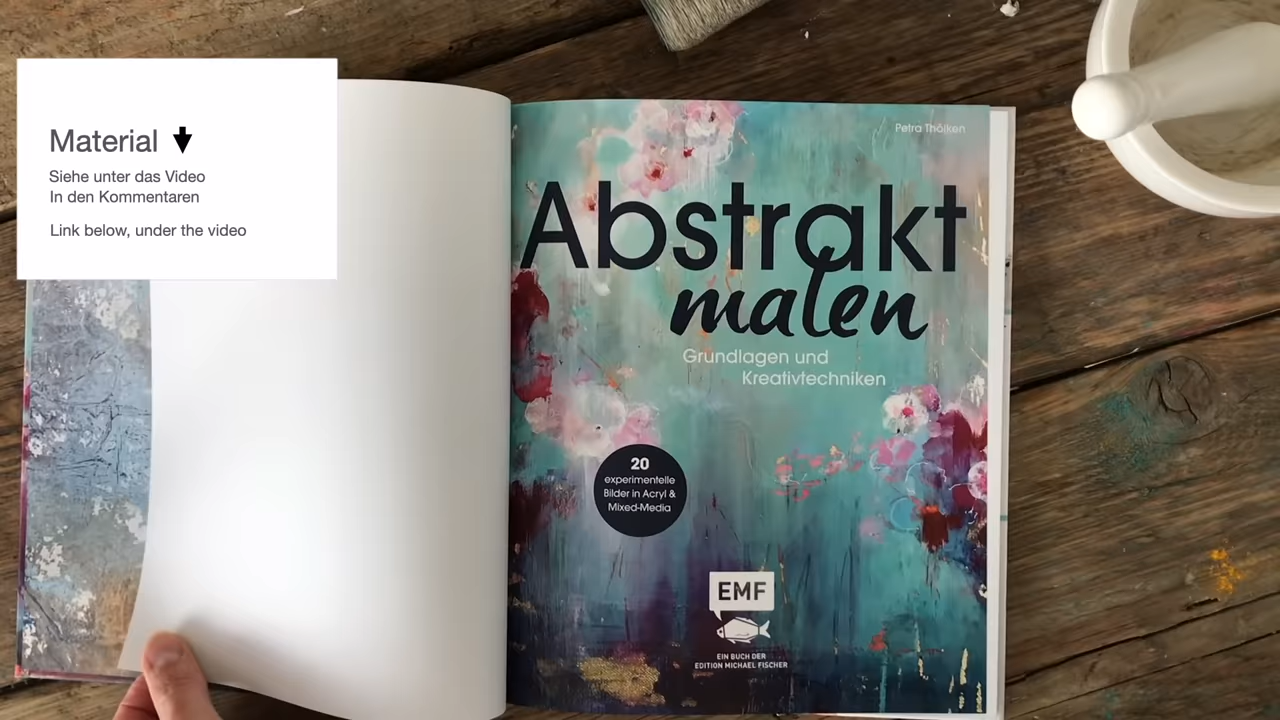 Material
Siehe unter das Video
In den Kommentaren
Link below, under the video
Petra Thölken
Abstrakt
malen
Grundlagen und
Kreativtechniken
20
experimentelle
Bilder in Acryl &
Mixed-Media
EMF
EIN BUCH DER
EDITION MICHAEL FISCHER